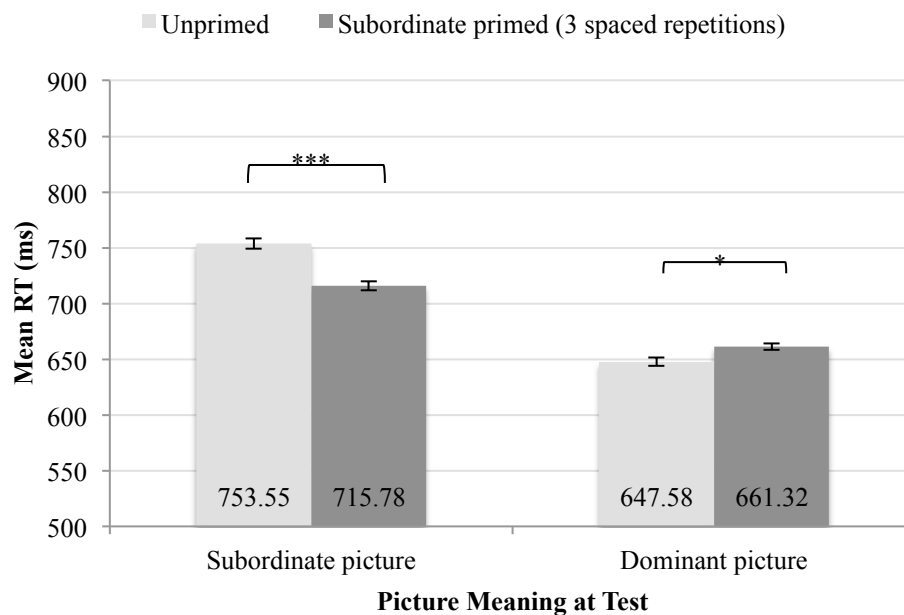 Unprimed Subordinate primed (3 spaced repetitions)
900
850
800
750
700
650
600
550
500
Mean RT (ms)
***
*
753.55 715.78 647.58 661.32
Subordinate picture Dominant picture
Picture Meaning at Test